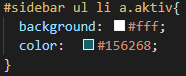 #sidebar ul li a.aktiv{
background: #fff;
color: #156268;
}